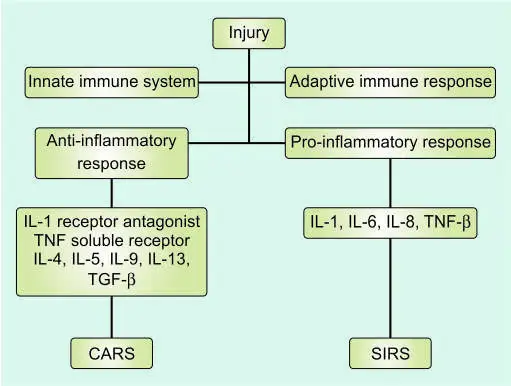 Injury
Innate immune system
Adaptive immune response
Anti-inflammatory
response
Pro-inflammatory response
IL-1 receptor antagonist
TNF soluble receptor
IL-4, IL-5, IL-9, IL-13,
TGF-β
IL-1, IL-6, IL-8, TNF-β
CARS
SIRS